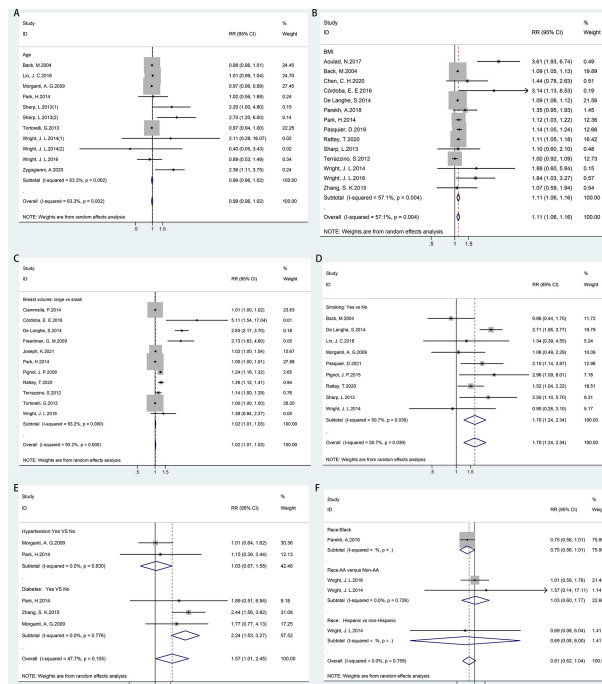 A
Study %
ID RR (95% CI) Weight
Age
Back, M.2004 0.98 (0.96, 1.01) 24.45
Lin, J. C.2018 1.01 (0.99, 1.04) 24.70
Morganti, A. G.2009 0.97 (0.96, 0.99) 27.45
Park, H.2014 1.02 (0.56, 1.88) 0.24
Sharp, L.2013(1) 2.20 (1.00, 4.80) 0.15
Sharp, L.2013(2) 2.70 (1.20, 6.00) 0.14
Tortorelli, G.2013 0.97 (0.94, 1.00) 22.25
Wright, J. L.2014(1) 2.11 (0.28, 16.07) 0.02
Wright, J. L.2014(2) 0.40 (0.05, 3.43) 0.02
Wright, J. L.2016 0.89 (0.53, 1.49) 0.34
Zygogianni, A.2020 2.36 (1.11, 3.75) 0.24
Subtotal (I-squared = 63.3%, p = 0.002) 0.99 (0.96, 1.02) 100.00
Overall (I-squared = 63.3%, p = 0.002) 0.99 (0.96, 1.02) 100.00
NOTE: Weights are from random effects analysis
.5 1 1.5
B
Study %
ID RR (95% CI) Weight
BMI
Aoulad, N.2017 3.61 (1.93, 6.74) 0.49
Back, M.2004 1.09 (1.05, 1.13) 19.89
Chen, C. H.2020 1.44 (0.78, 2.63)
Córdoba, E. E.2016 3.14 (1.13, 8.53) 0.19
De Langhe, S.2014 1.09 (1.06, 1.12) 21.56
Parekh, A.2018 1.35 (0.95, 1.93) 1.45
Park, H.2014 1.12 (1.03, 1.22)
Pasquier, D.2019 1.14 (1.05, 1.24) 12.66
Rattay, T.2020 1.11 (1.05, 1.18) 16.42
Sharp, L.2013 1.10 (0.60, 2.10) 0.48
Terrazzino, S.2012 1.00 (0.92, 1.09) 12.73
Wright, J. L.2014 1.88 (0.60, 5.84) 0.15
Wright, J. L.2016 1.84 (1.03, 3.27) 0.57
Zhang, S. K.2015 1.07 (0.59, 1.94) 0.54
Subtotal (I-squared = 57.1%, p = 0.004) 1.11 (1.06, 1.16) 100.00
Overall (I-squared = 57.1%, p = 0.004) 1.11 (1.06, 1.16) 100.00
NOTE: Weights are from random effects analysis
.5 1 1.5
C
Study %
ID RR (95% CI) Weight
Breast volume: large vs small
Ciammella, P.2014 1.01 (1.00, 1.02) 23.63
Córdoba, E. E.2016 5.11 (1.54, 17.04) 0.01
De Langhe, S.2014 2.83 (2.17, 3.70) 0.18
Freedman, G. M.2009 2.73 (1.63, 4.60)
Joseph, K.2021 1.02 (1.00, 1.04) 15.67
Park, H.2014 1.00 (1.00, 1.01) 27.88
Pignol, J. P.2008 1.24 (1.16, 1.32) 2.65
Rattay, T.2020 1.26 (1.12, 1.41) 0.94
Terrazzino, S.2012 1.14 (1.00, 1.29) 0.76
Tortorelli, G.2013 1.00 (1.00, 1.00) 28.20
Wright, J. L.2016 1.38 (0.84, 2.27) 0.05
Subtotal (I-squared = 93.2%, p = 0.000) 1.02 (1.01, 1.03) 100.00
Overall (I-squared = 93.2%, p = 0.000) 1.02 (1.01, 1.03) 100.00
NOTE: Weights are from random effects analysis
.5 1 1.5
D
Study %
ID RR (95% CI) Weight
Smoking: Yes vs No
Back, M.2004 0.86 (0.44, 1.70) 11.72
De Langhe, S.2014 2.71 (1.95, 3.77) 19.79
Lin, J. C.2018 1.34 (0.39, 4.55) 5.24
Morganti, A. G.2009 1.06 (0.49, 2.29) 10.09
Pasquier, D.2021 2.10 (1.14, 3.87) 12.98
Pignol, J. P.2015 2.96 (1.09, 8.01) 7.18
Rattay, T.2020 1.52 (1.04, 2.22) 18.51
Sharp, L.2013 2.50 (1.10, 5.70) 9.31
Wright, J. L.2014 0.90 (0.26, 3.10) 5.17
Subtotal (I-squared = 50.7%, p = 0.039) 1.70 (1.24, 2.34) 100.00
Overall (I-squared = 50.7%, p = 0.039) 1.70 (1.24, 2.34) 100.00
NOTE: Weights are from random effects analysis
.5 1 1.5
E
Study %
ID RR (95% CI) Weight
Hypertension:Yes VS No
Morganti, A. G.2009 1.01 (0.64, 1.62) 30.36
Park, H.2014 1.15 (0.39, 3.44) 12.13
Subtotal (I-squared = 0.0%, p = 0.830) 1.03 (0.67, 1.58) 42.48
Diabetes: Yes VS No
Park, H.2014 1.89 (0.51, 6.94) 9.18
Zhang, S. K.2015 2.44 (1.56, 3.82) 31.08
Morganti, A. G.2009 1.77 (0.77, 4.13) 17.25
Subtotal (I-squared = 0.0%, p = 0.776) 2.24 (1.53, 3.27) 57.52
Overall (I-squared = 47.7%, p = 0.105) 1.57 (1.01, 2.45) 100.00
NOTE: Weights are from random effects analysis
F
Study %
ID RR (95% CI) Weig
Race:Black
Parekh, A.2018 0.75 (0.56, 1.01) 75.9
Subtotal (I-squared = .%, p = .) 0.75 (0.56, 1.01) 75.9
Race:AA versus Non-AA
Wright, J. L.2016 1.01 (0.58, 1.76) 21.4
Wright, J. L.2014 1.57 (0.14, 17.11) 1.14
Subtotal (I-squared = 0.0%, p = 0.726) 1.03 (0.60, 1.77) 22.6
Race: Hispanic vs non-Hispanic
Wright, J. L.2014 0.69 (0.08, 6.04) 1.41
Subtotal (I-squared = .%, p = .) 0.69 (0.08, 6.00) 1.41
Overall (I-squared = 0.0%, p = 0.758) 0.81 (0.62, 1.04) 100.
NOTE: Weights are from random effects analysis